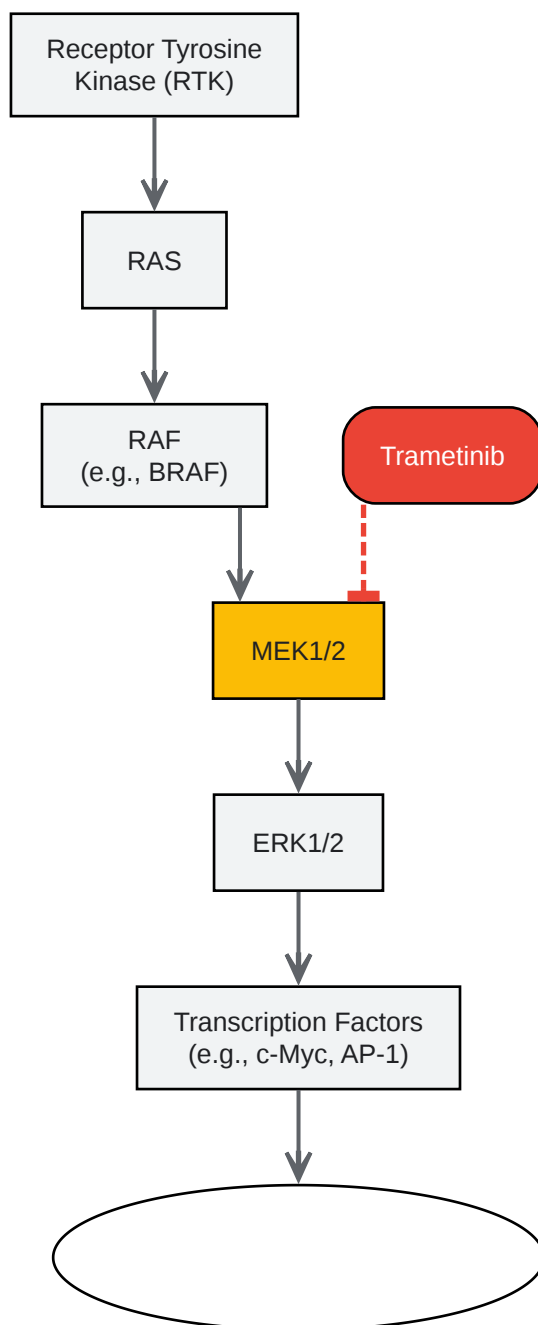 Receptor Tyrosine
Kinase (RTK)
RAS
RAF
(e.g., BRAF)
Trametinib
MEK1/2
ERK1/2
Transcription Factors
(e.g., c-Myc, AP-1)